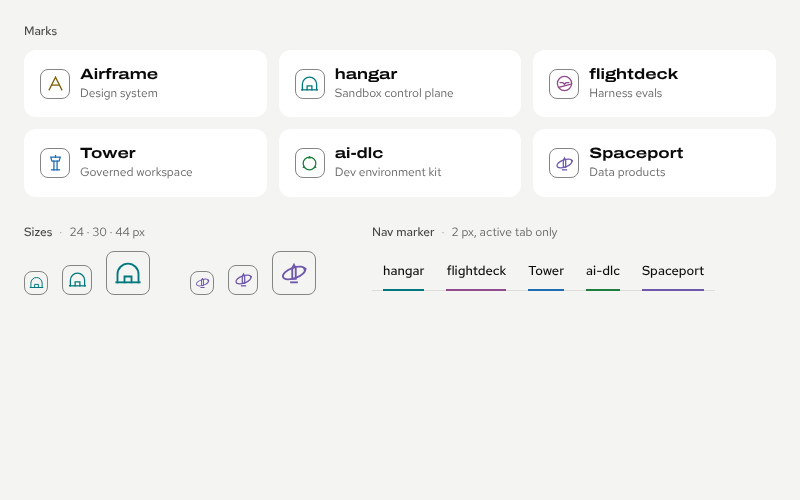 Marks
Airframe
Design system
hangar
Sandbox control plane
flightdeck
Harness evals
Tower
Governed workspace
ai-dlc
Dev environment kit
Spaceport
Data products
Sizes · 24 · 30 · 44 px
Nav marker · 2 px, active tab only
hangar flightdeck Tower ai-dlc Spaceport